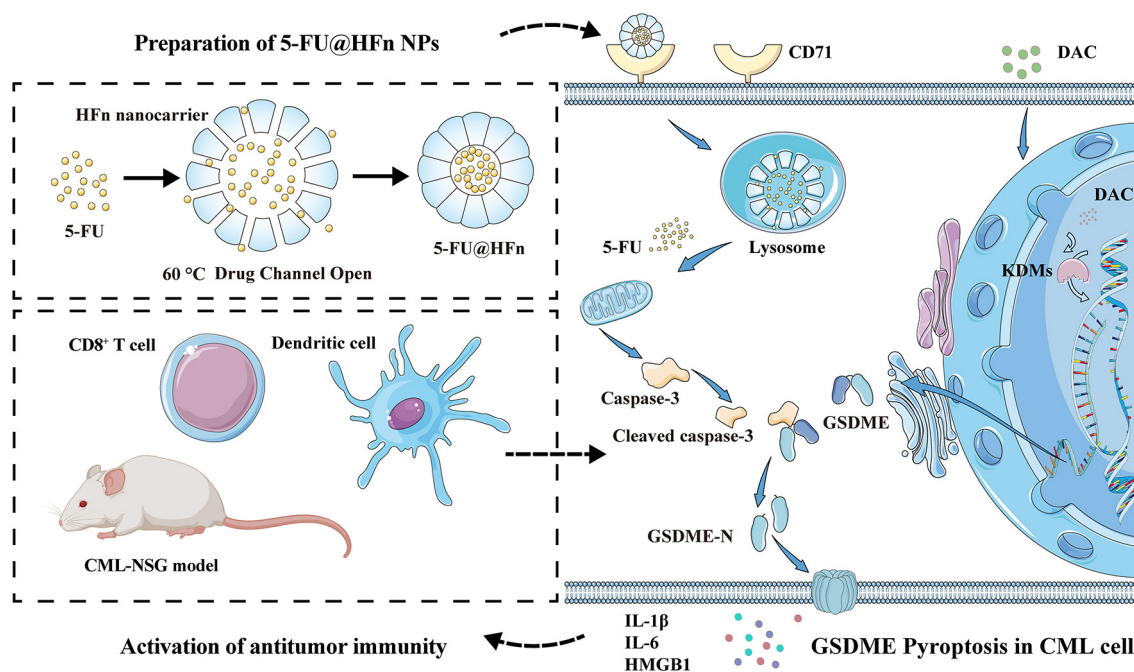 Preparation of 5-FU@HFn NPs
HFn nanocarrier
5-FU
60 °C Drug Channel Open
5-FU@HFn
CD71
DAC
Lysosome
5-FU
DAC
KDMs
Caspase-3
Cleaved caspase-3
GSDME
GSDME-N
CD8+ T cell
Dendritic cell
CML-NSG model
Activation of antitumor immunity
IL-1β
IL-6
HMGB1
GSDME Pyroptosis in CML cell